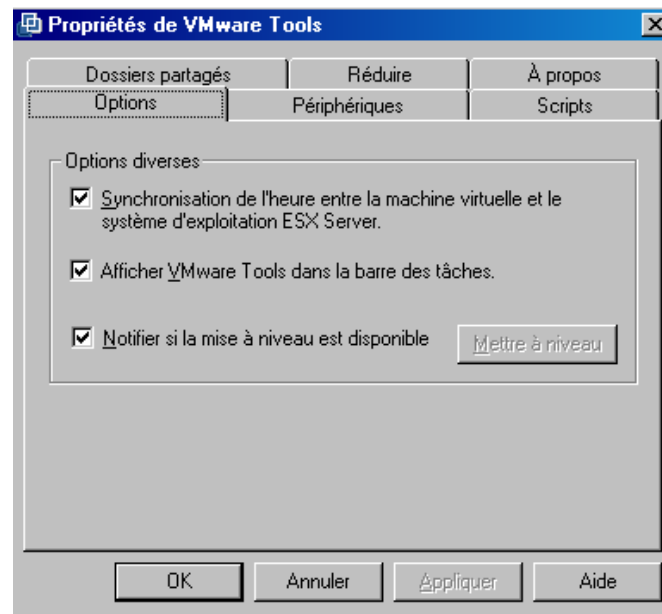 Propriétés de VMware Tools
Dossiers partagés
Réduire
À propos
Options
Périphériques
Scripts
Options diverses
Synchronisation de l'heure entre la machine virtuelle et le
système d'exploitation ESX Server.
Afficher VMware Tools dans la barre des tâches.
Notifier si la mise à niveau est disponible
Mettre à niveau
OK
Annuler
Appliquer
Aide